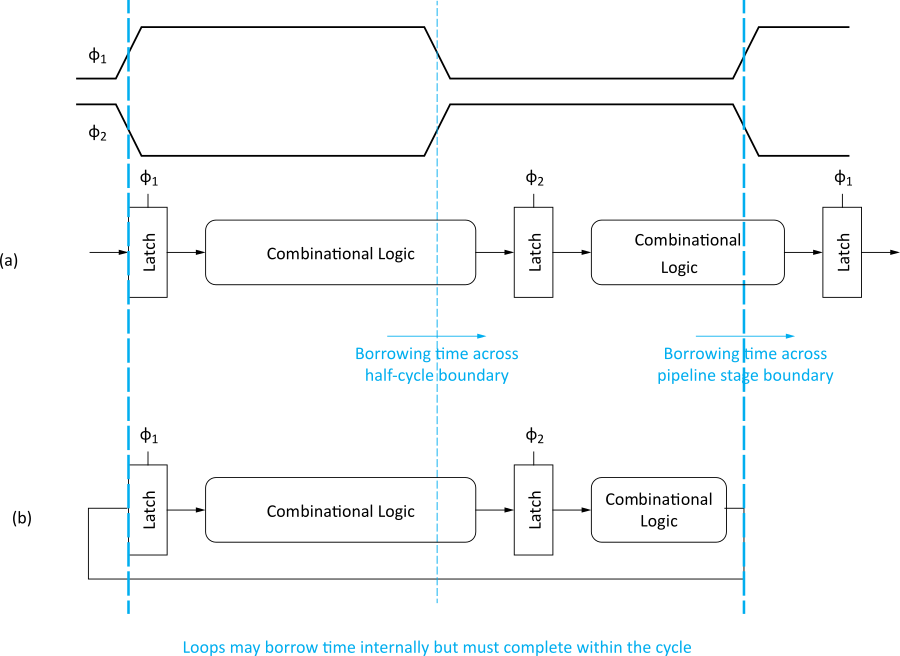 ϕ1
ϕ2
ϕ1
ϕ2
ϕ1
(a)
Latch
Combinational Logic
Latch
Combinational
Logic
Latch
Borrowing time across
half-cycle boundary
Borrowing time across
pipeline stage boundary
ϕ1
ϕ2
(b)
Latch
Combinational Logic
Latch
Combinational
Logic
Loops may borrow time internally but must complete within the cycle